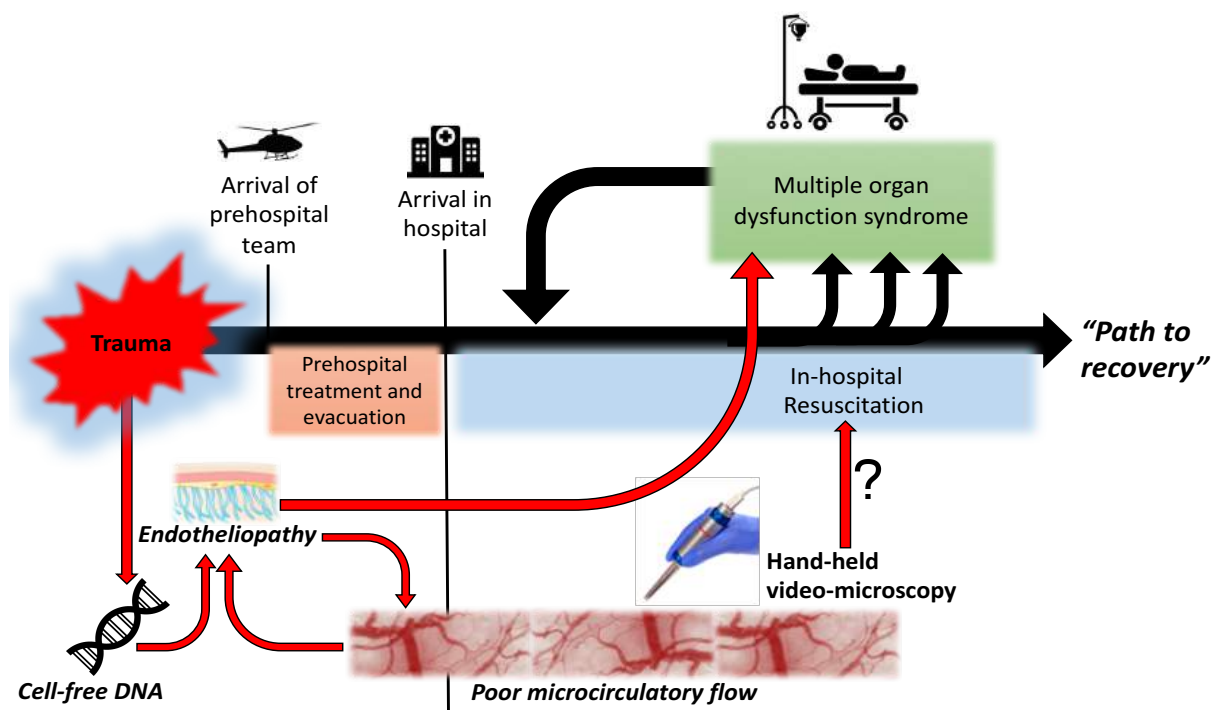 Arrival of
prehospital
team
Arrival in
hospital
Multiple organ
dysfunction syndrome
Trauma
“Path to
recovery”
Prehospital
treatment and
evacuation
In-hospital
Resuscitation
?
Endotheliopathy
Hand-held
video-microscopy
Cell-free DNA
Poor microcirculatory flow